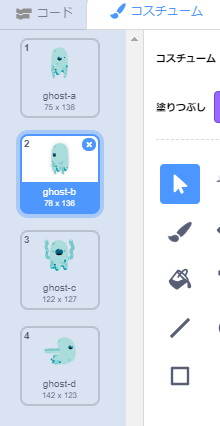 コード
コスチューム
1
ghost-a
75 x 138
2
ghost-b
78 x 136
3
ghost-c
122 x 127
4
ghost-d
142 x 123
コスチューム
塗りつぶし